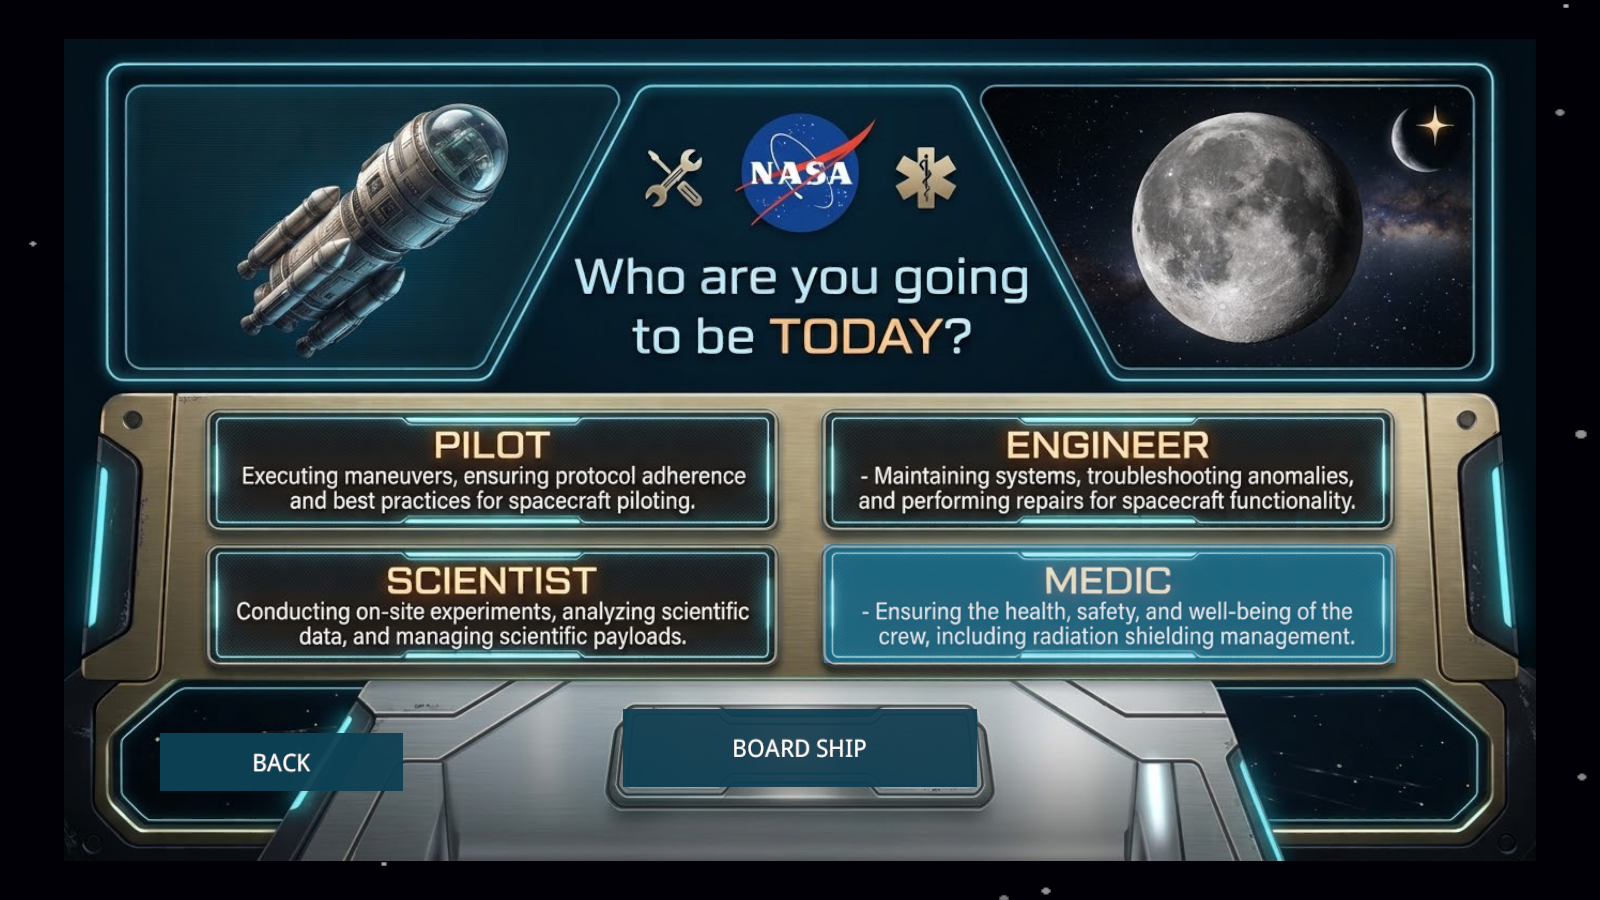 NASA
Who are you going
to be TODAY?
PILOT
Executing maneuvers, ensuring protocol adherence
and best practices for spacecraft piloting.
ENGINEER
- Maintaining systems, troubleshooting anomalies,
and performing repairs for spacecraft functionality.
SCIENTIST
Conducting on-site experiments, analyzing scientific
data, and managing scientific payloads.
MEDIC
- Ensuring the health, safety, and well-being of the
crew, including radiation shielding management.
BACK
BOARD SHIP